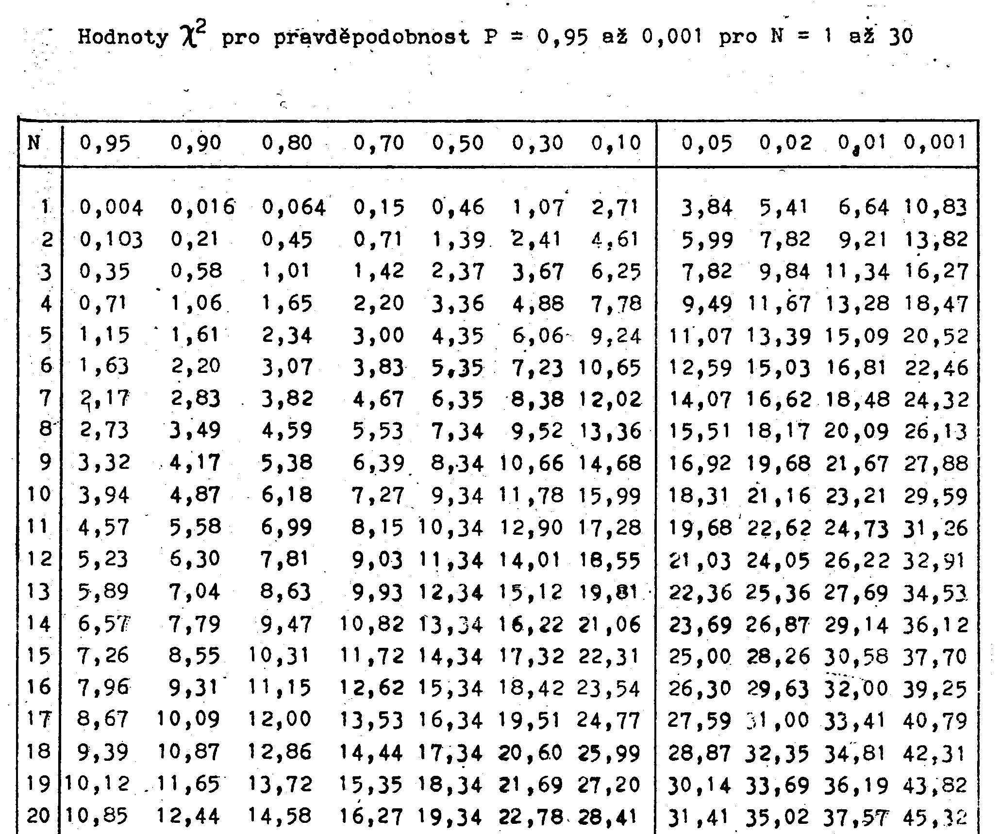 Hodnoty χ² pro pravděpodobnost P = 0,95 až 0,001 pro N = 1 až 30
N 0,95 0,90 0,80 0,70 0,50 0,30 0,10 0,05 0,02 0,01 0,001
1 0,004 0,016 0,064 0,15 0,46 1,07 2,71 3,84 5,41 6,64 10,83
2 0,103 0,21 0,45 0,71 1,39 2,41 4,61 5,99 7,82 9,21 13,82
3 0,35 0,58 1,01 1,42 2,37 3,67 6,25 7,82 9,84 11,34 16,27
4 0,71 1,06 1,65 2,20 3,36 4,88 7,78 9,49 11,67 13,28 18,47
5 1,15 1,61 2,34 3,00 4,35 6,06 9,24 11,07 13,39 15,09 20,52
6 1,63 2,20 3,07 3,83 5,35 7,23 10,65 12,59 15,03 16,81 22,46
7 2,17 2,83 3,82 4,67 6,35 8,38 12,02 14,07 16,62 18,48 24,32
8 2,73 3,49 4,59 5,53 7,34 9,52 13,36 15,51 18,17 20,09 26,13
9 3,32 4,17 5,38 6,39 8,34 10,66 14,68 16,92 19,68 21,67 27,88
10 3,94 4,87 6,18 7,27 9,34 11,78 15,99 18,31 21,16 23,21 29,59
11 4,57 5,58 6,99 8,15 10,34 12,90 17,28 19,68 22,62 24,73 31,26
12 5,23 6,30 7,81 9,03 11,34 14,01 18,55 21,03 24,05 26,22 32,91
13 5,89 7,04 8,63 9,93 12,34 15,12 19,81 22,36 25,36 27,69 34,53
14 6,57 7,79 9,47 10,82 13,34 16,22 21,06 23,69 26,87 29,14 36,12
15 7,26 8,55 10,31 11,72 14,34 17,32 22,31 25,00 28,26 30,58 37,70
16 7,96 9,31 11,15 12,62 15,34 18,42 23,54 26,30 29,63 32,00 39,25
17 8,67 10,09 12,00 13,53 16,34 19,51 24,77 27,59 31,00 33,41 40,79
18 9,39 10,87 12,86 14,44 17,34 20,60 25,99 28,87 32,35 34,81 42,31
19 10,12 11,65 13,72 15,35 18,34 21,69 27,20 30,14 33,69 36,19 43,82
20 10,85 12,44 14,58 16,27 19,34 22,78 28,41 31,41 35,02 37,57 45,32